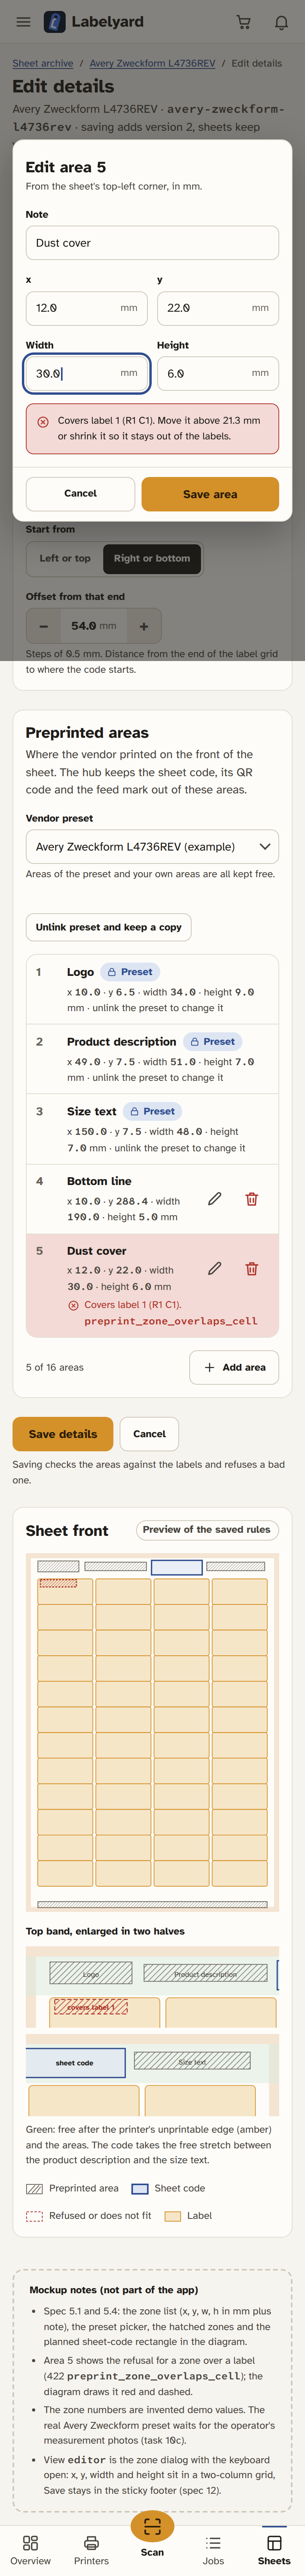 Labelyard
Sheet archive / Avery Zweckform L4736REV / Edit details
Edit details
Avery Zweckform L4736REV · avery-zweckform-
l4736rev · saving adds version 2, sheets keep
Edit area 5
From the sheet's top-left corner, in mm.
Note
Dust cover
x y
12.0 mm 22.0 mm
Width Height
30.0 mm 6.0 mm
Covers label 1 (R1 C1). Move it above 21.3 mm
or shrink it so it stays out of the labels.
Cancel Save area
Start from
Left or top Right or bottom
Offset from that end
− 54.0 mm +
Steps of 0.5 mm. Distance from the end of the label grid
to where the code starts.
Preprinted areas
Where the vendor printed on the front of the
sheet. The hub keeps the sheet code, its QR
code and the feed mark out of these areas.
Vendor preset
Avery Zweckform L4736REV (example)
Areas of the preset and your own areas are all kept free.
Unlink preset and keep a copy
1 Logo Preset
x 10.0 · y 6.5 · width 34.0 · height 9.0
mm · unlink the preset to change it
2 Product description Preset
x 49.0 · y 7.5 · width 51.0 · height 7.0
mm · unlink the preset to change it
3 Size text Preset
x 150.0 · y 7.5 · width 48.0 · height
7.0 mm · unlink the preset to change it
4 Bottom line
x 10.0 · y 288.4 · width
190.0 · height 5.0 mm
5 Dust cover
x 12.0 · y 22.0 · width
30.0 · height 6.0 mm
Covers label 1 (R1 C1).
preprint_zone_overlaps_cell
5 of 16 areas + Add area
Save details Cancel
Saving checks the areas against the labels and refuses a bad
one.
Sheet front Preview of the saved rules
Top band, enlarged in two halves
Logo Product description
covers label 1
sheet code Size text
Green: free after the printer's unprintable edge (amber)
and the areas. The code takes the free stretch between
the product description and the size text.
Preprinted area Sheet code
Refused or does not fit Label
Mockup notes (not part of the app)
• Spec 5.1 and 5.4: the zone list (x, y, w, h in mm plus
note), the preset picker, the hatched zones and the
planned sheet-code rectangle in the diagram.
• Area 5 shows the refusal for a zone over a label
(422 preprint_zone_overlaps_cell); the
diagram draws it red and dashed.
• The zone numbers are invented demo values. The
real Avery Zweckform preset waits for the operator's
measurement photos (task 10c).
• View editor is the zone dialog with the keyboard
open: x, y, width and height sit in a two-column grid,
Save stays in the sticky footer (spec 12).
Overview Printers Scan Jobs Sheets